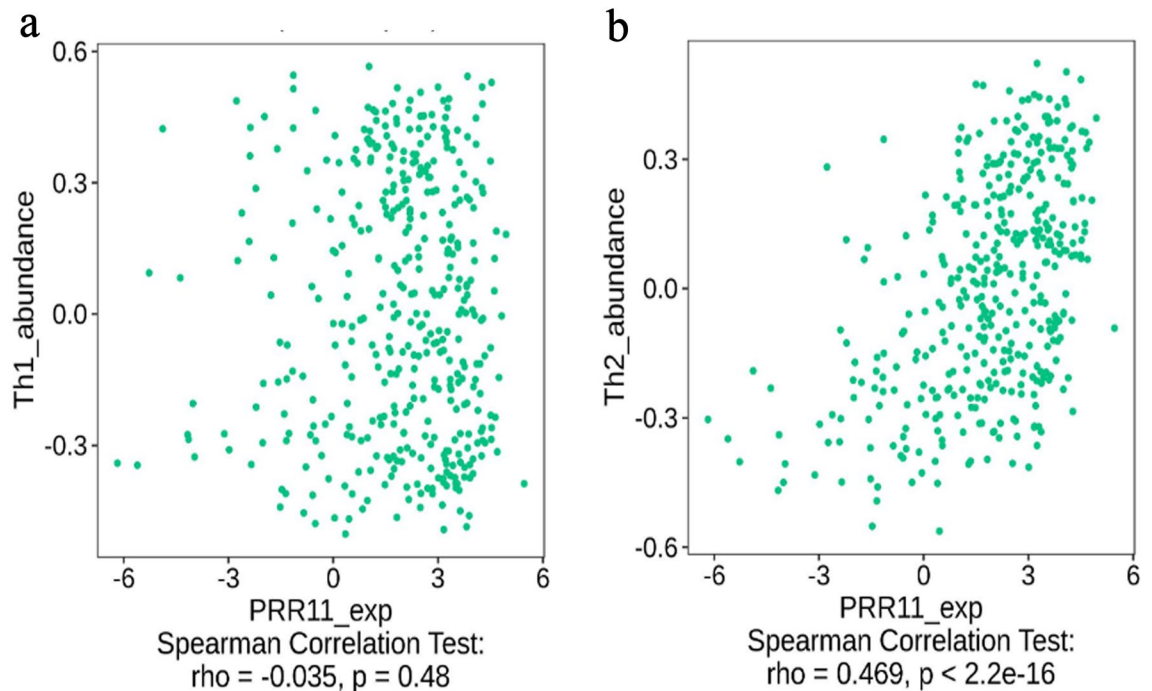 a
0.6
0.3
0.0
-0.3
Th1_abundance
-6 -3 0 3 6
PRR11_exp
Spearman Correlation Test:
rho = -0.035, p = 0.48
b
0.3
0.0
-0.3
-0.6
Th2_abundance
-6 -3 0 3 6
PRR11_exp
Spearman Correlation Test:
rho = 0.469, p < 2.2e-16